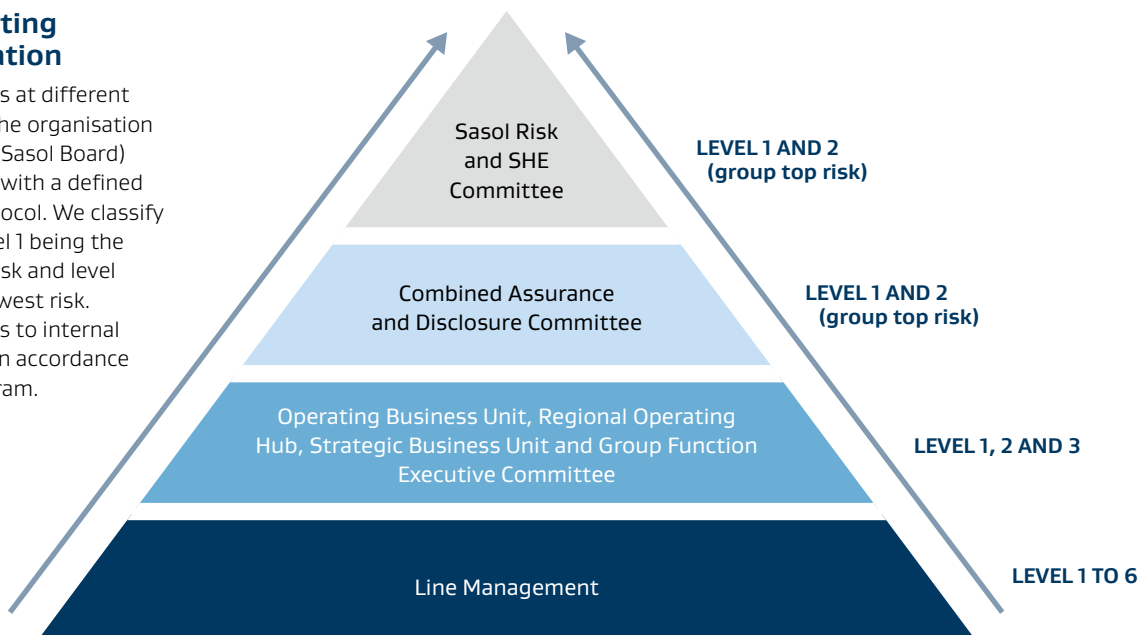 ting
ation
s at different
he organisation
Sasol Board)
with a defined
ocol. We classify
el 1 being the
sk and level
west risk.
s to internal
n accordance
ram.
Sasol Risk
and SHE
Committee
LEVEL 1 AND 2
(group top risk)
Combined Assurance
and Disclosure Committee
LEVEL 1 AND 2
(group top risk)
Operating Business Unit, Regional Operating
Hub, Strategic Business Unit and Group Function
Executive Committee
LEVEL 1, 2 AND 3
Line Management
LEVEL 1 TO 6